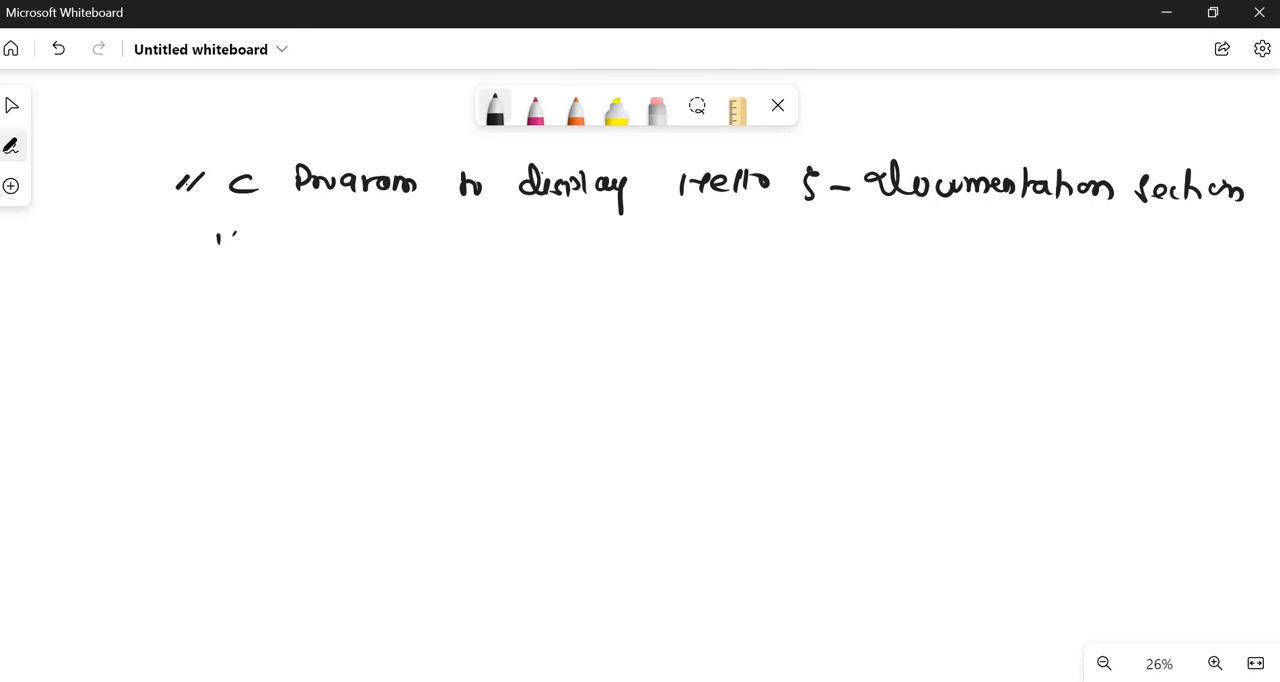 Microsoft Whiteboard
Untitled whiteboard
// C Program to display Hello } - documentation section
26%